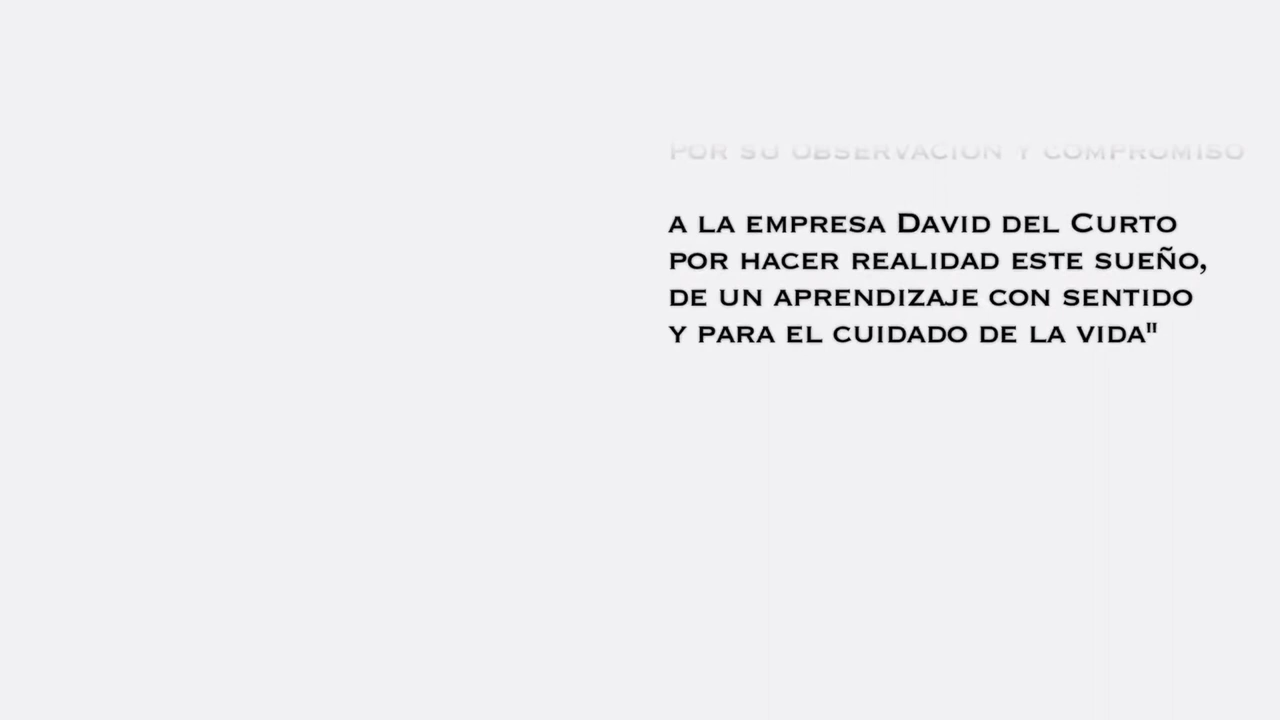 POR SU OBSERVACIÓN Y COMPROMISO
A LA EMPRESA DAVID DEL CURTO
POR HACER REALIDAD ESTE SUEÑO,
DE UN APRENDIZAJE CON SENTIDO
Y PARA EL CUIDADO DE LA VIDA"